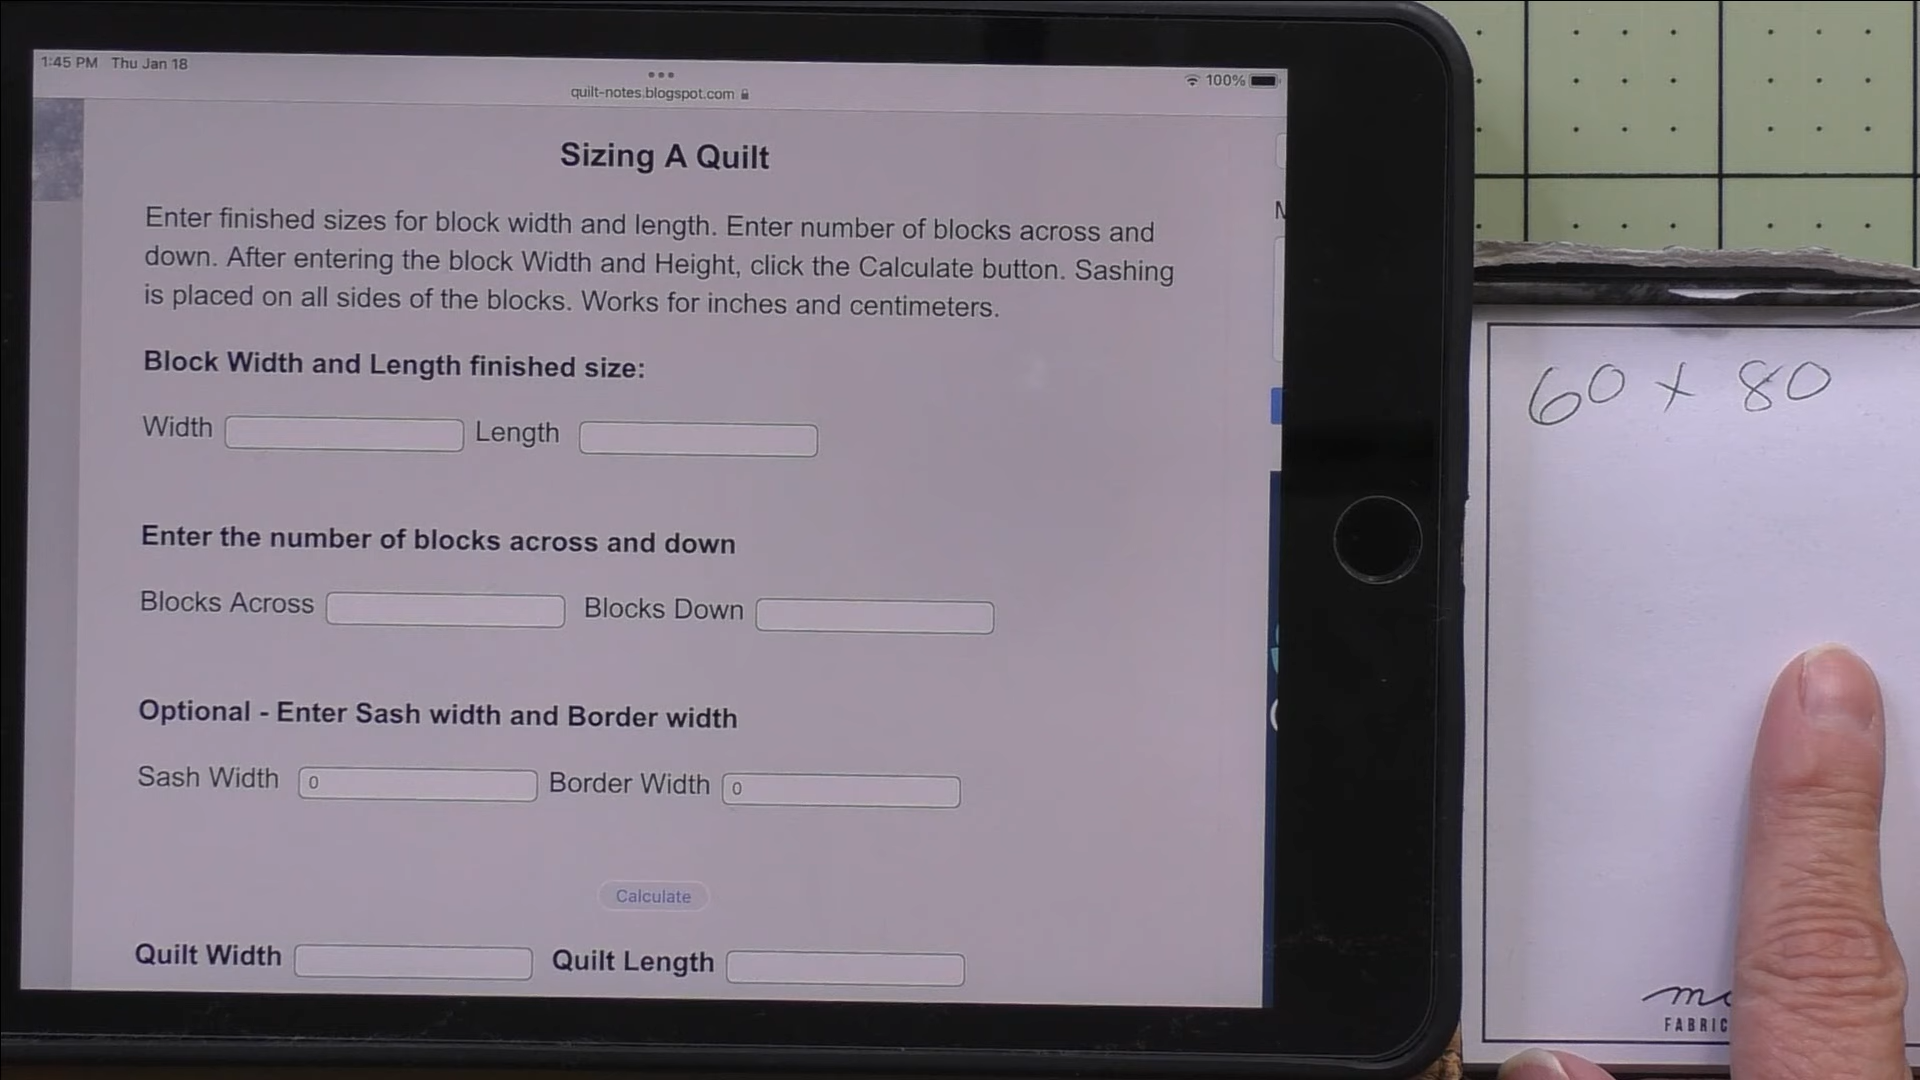 1:45 PM Thu Jan 18
100%
quilt-notes.blogspot.com
Sizing A Quilt
Enter finished sizes for block width and length. Enter number of blocks across and
down. After entering the block Width and Height, click the Calculate button. Sashing
is placed on all sides of the blocks. Works for inches and centimeters.
Block Width and Length finished size:
Width Length
Enter the number of blocks across and down
Blocks Across Blocks Down
Optional - Enter Sash width and Border width
Sash Width 0 Border Width 0
Calculate
Quilt Width Quilt Length
60 x 80